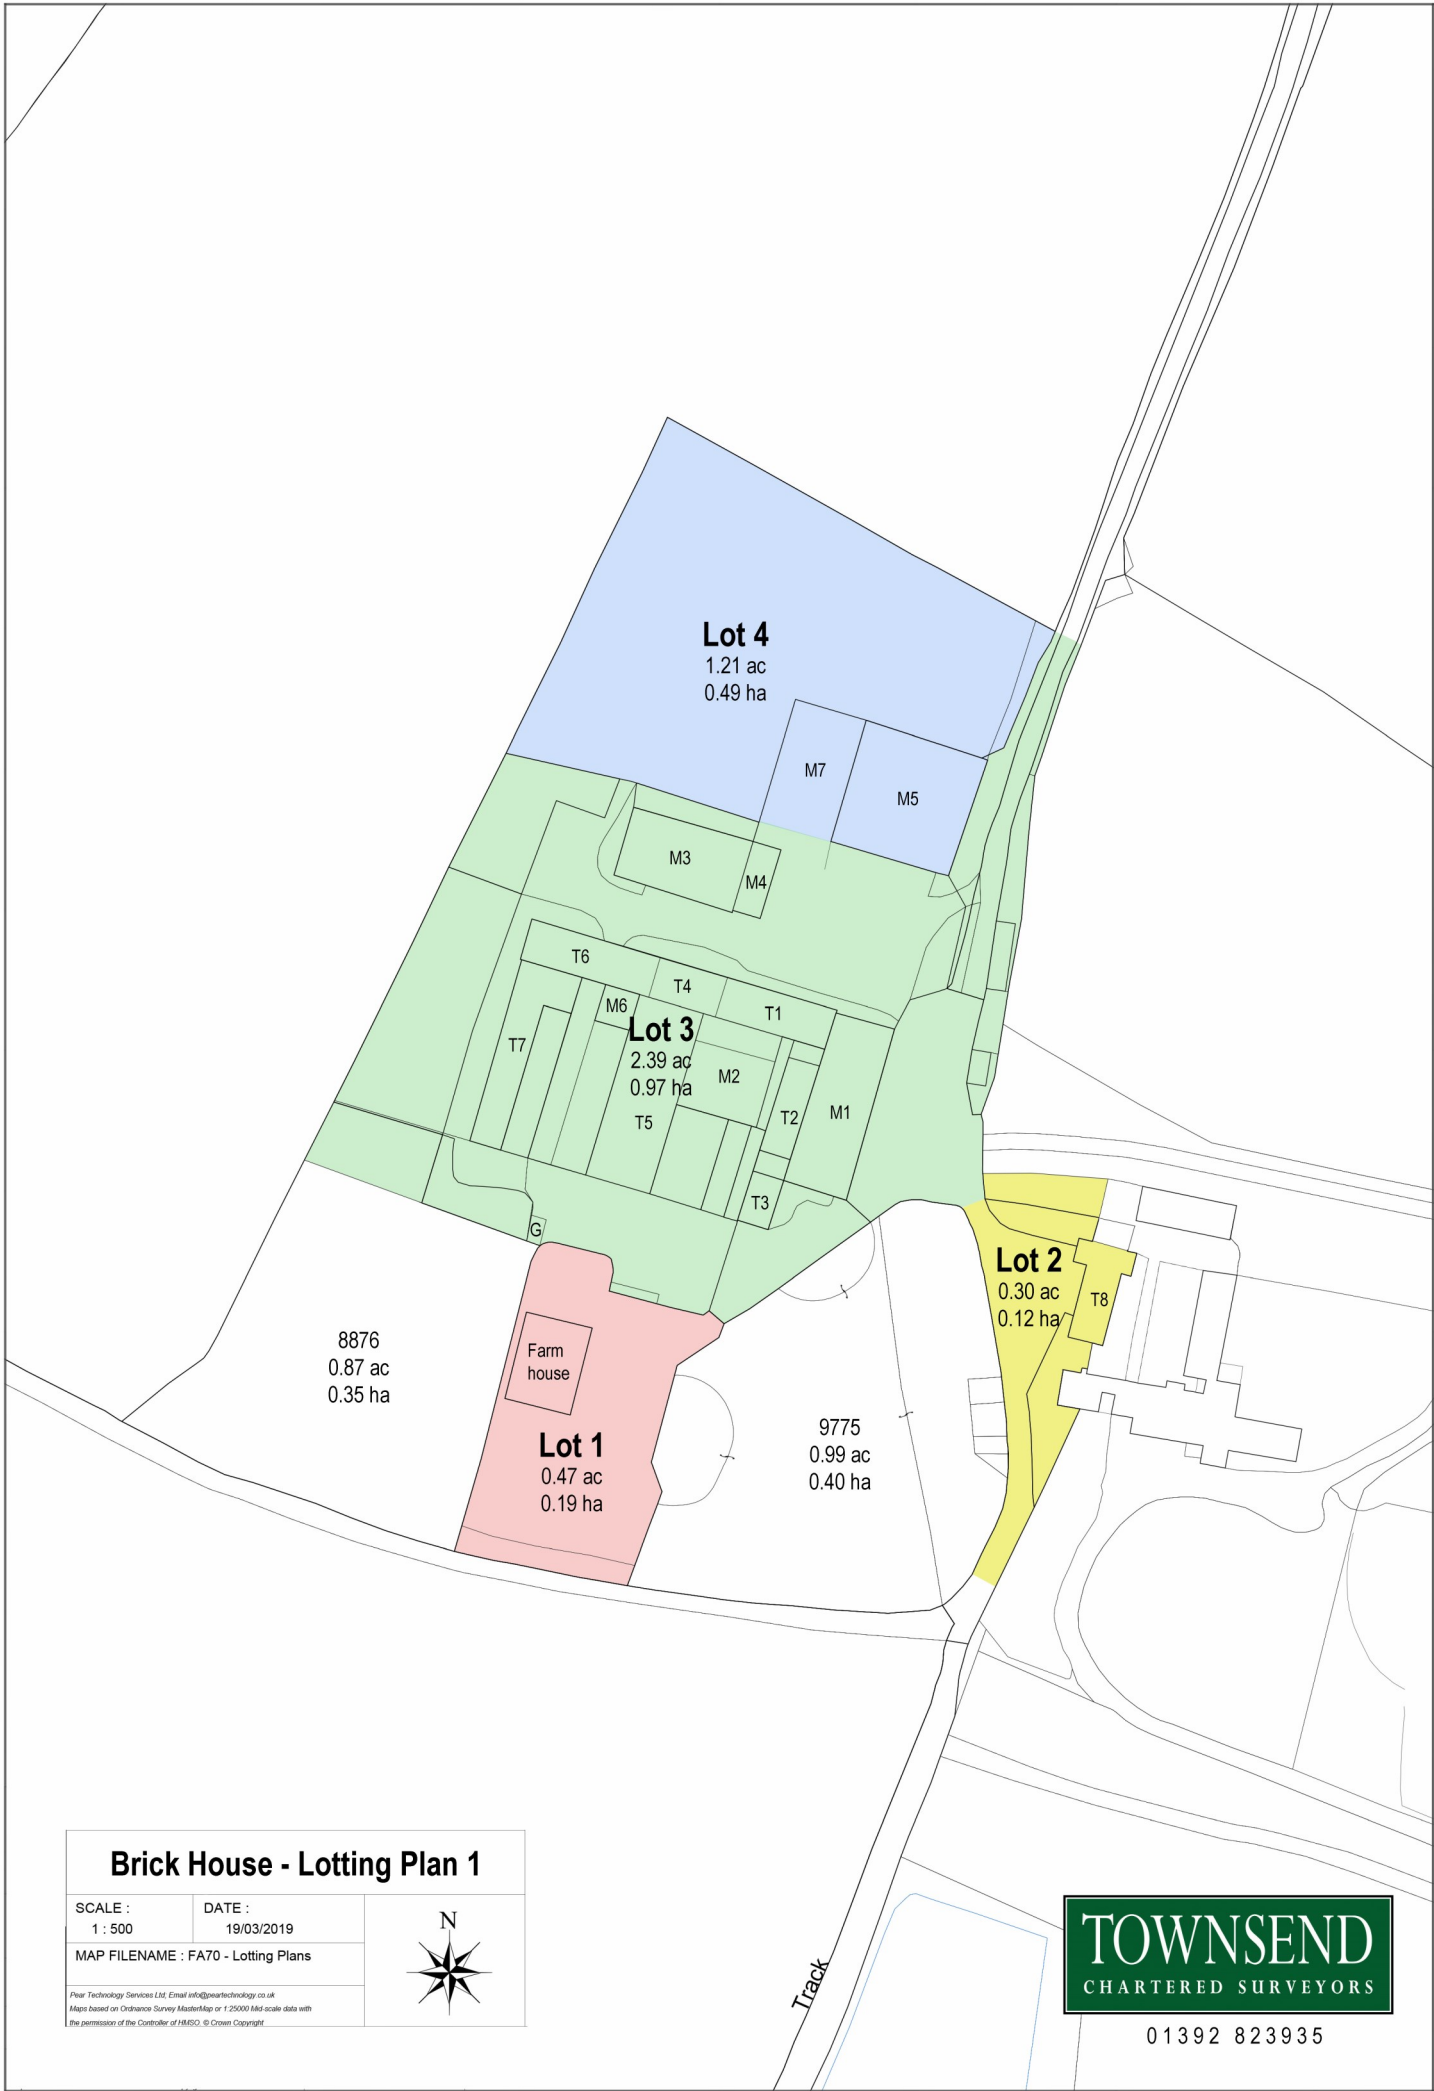 Lot 4
1.21 ac
0.49 ha
M7
M5
M3
M4
T6
T4
M6
T1
Lot 3
2.39 ac
0.97 ha
T7
M2
T5
T2
M1
T3
G
Lot 2
0.30 ac
0.12 ha
T8
8876
0.87 ac
0.35 ha
Farm
house
Lot 1
0.47 ac
0.19 ha
9775
0.99 ac
0.40 ha
Track
Brick House - Lotting Plan 1
SCALE :
1 : 500
DATE :
19/03/2019
MAP FILENAME : FA70 - Lotting Plans
N
Pear Technology Services Ltd; Email info@peartechnology.co.uk
Maps based on Ordnance Survey MasterMap or 1:25000 Mid-scale data with
the permission of the Controller of HMSO. © Crown Copyright
TOWNSEND
CHARTERED SURVEYORS
01392 823935